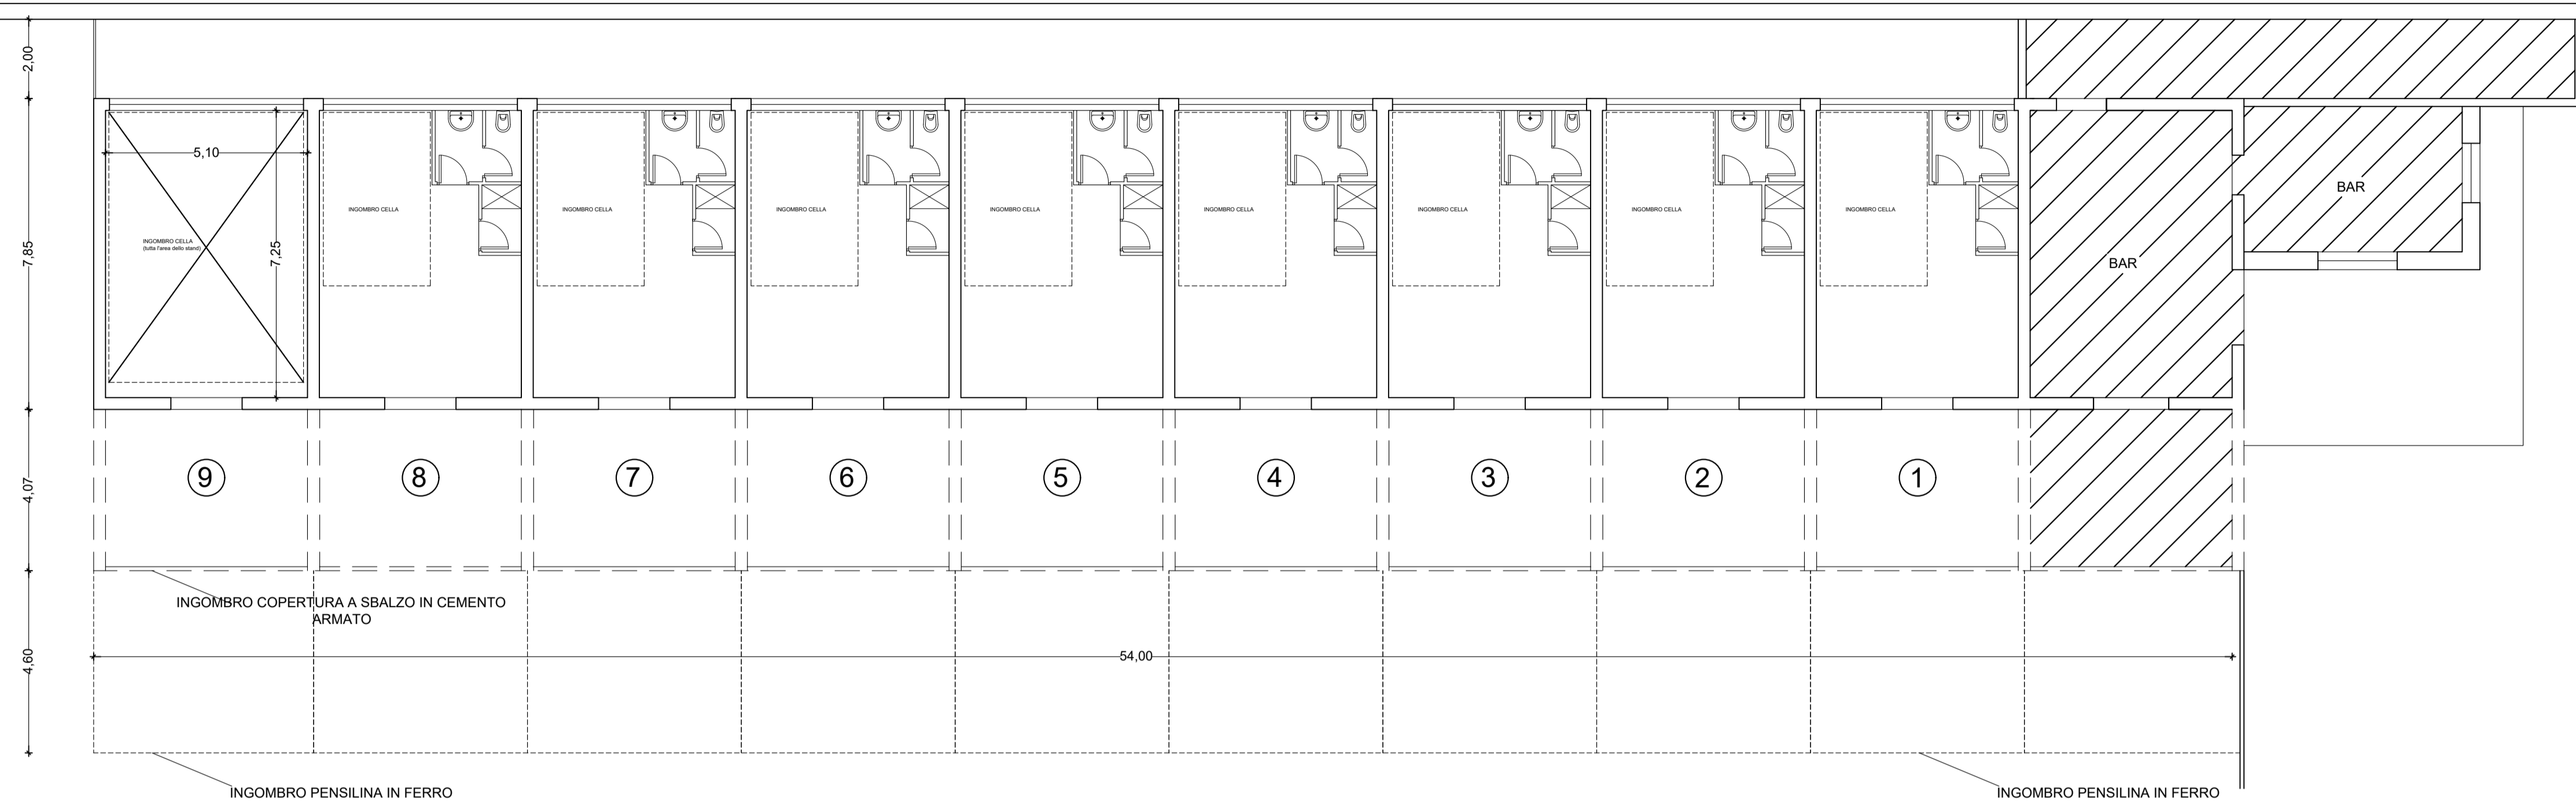 2,00
5,10
7,25
7,85
INGOMBRO CELLA
(tutta l'area dello stand)
INGOMBRO CELLA
INGOMBRO CELLA
INGOMBRO CELLA
INGOMBRO CELLA
INGOMBRO CELLA
INGOMBRO CELLA
INGOMBRO CELLA
INGOMBRO CELLA
BAR
BAR
4,07
9
8
7
6
5
4
3
2
1
INGOMBRO COPERTURA A SBALZO IN CEMENTO
ARMATO
4,60
54,00
INGOMBRO PENSILINA IN FERRO
INGOMBRO PENSILINA IN FERRO